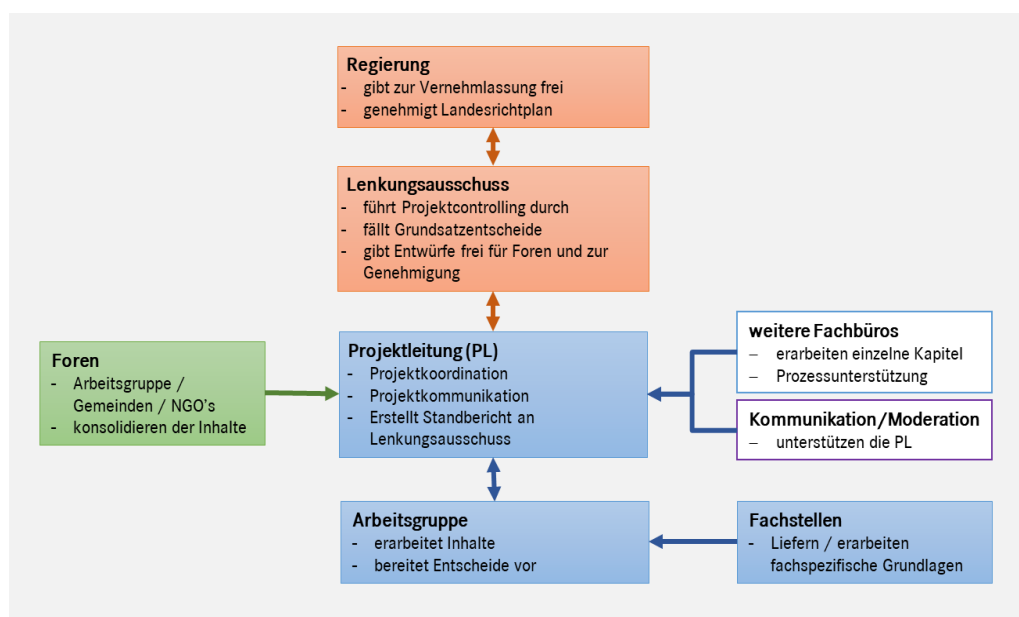 Regierung
- gibt zur Vernehmlassung frei
- genehmigt Landesrichtplan
Lenkungsausschuss
- führt Projektcontrolling durch
- fällt Grundsatzentscheide
- gibt Entwürfe frei für Foren und zur
Genehmigung
Foren
- Arbeitsgruppe /
Gemeinden / NGO's
- konsolidieren der Inhalte
Projektleitung (PL)
- Projektkoordination
- Projektkommunikation
- Erstellt Standbericht an
Lenkungsausschuss
weitere Fachbüros
– erarbeiten einzelne Kapitel
– Prozessunterstützung
Kommunikation/Moderation
– unterstützen die PL
Arbeitsgruppe
- erarbeitet Inhalte
- bereitet Entscheide vor
Fachstellen
- Liefern / erarbeiten
fachspezifische Grundlagen